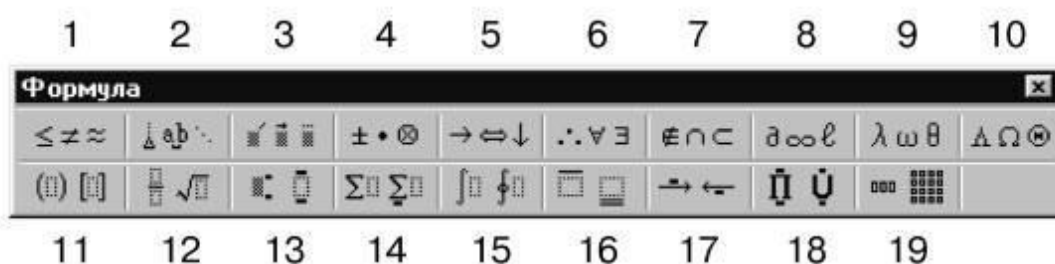 1 2 3 4 5 6 7 8 9 10
Формула
≤ ≠ ≈ ab ± • ⊗ → ⇔ ↓ ∴ ∀ ∃ ∉ ∩ ⊂ ∂ ∞ ℓ λ ω θ Λ Ω Θ
(▫) [▫] √▫ Σ▫ Σ▫ ∫▫ ∮▫ → ← Π Ụ
11 12 13 14 15 16 17 18 19